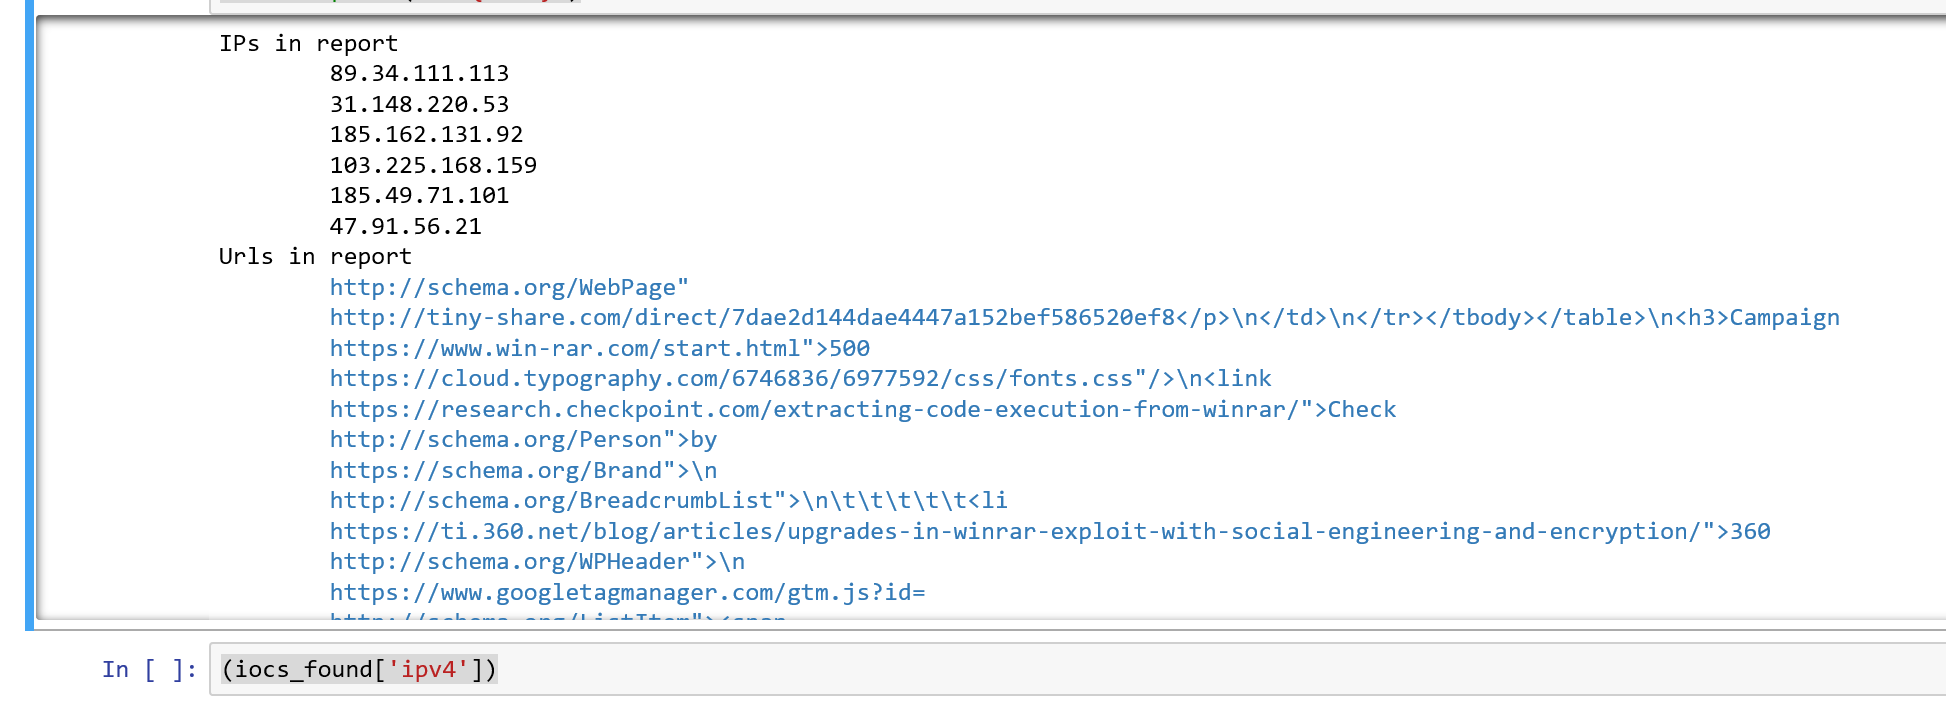 IPs in report
89.34.111.113
31.148.220.53
185.162.131.92
103.225.168.159
185.49.71.101
47.91.56.21
Urls in report
http://schema.org/WebPage"
http://tiny-share.com/direct/7dae2d144dae4447a152bef586520ef8</p>\n</td>\n</tr></tbody></table>\n<h3>Campaign
https://www.win-rar.com/start.html">500
https://cloud.typography.com/6746836/6977592/css/fonts.css"/>\n<link
https://research.checkpoint.com/extracting-code-execution-from-winrar/">Check
http://schema.org/Person">by
https://schema.org/Brand">\n
http://schema.org/BreadcrumbList">\n\t\t\t\t\t<li
https://ti.360.net/blog/articles/upgrades-in-winrar-exploit-with-social-engineering-and-encryption/">360
http://schema.org/WPHeader">\n
https://www.googletagmanager.com/gtm.js?id=
http://schema.org/ListItem"><span
In [ ]: (iocs_found['ipv4'])